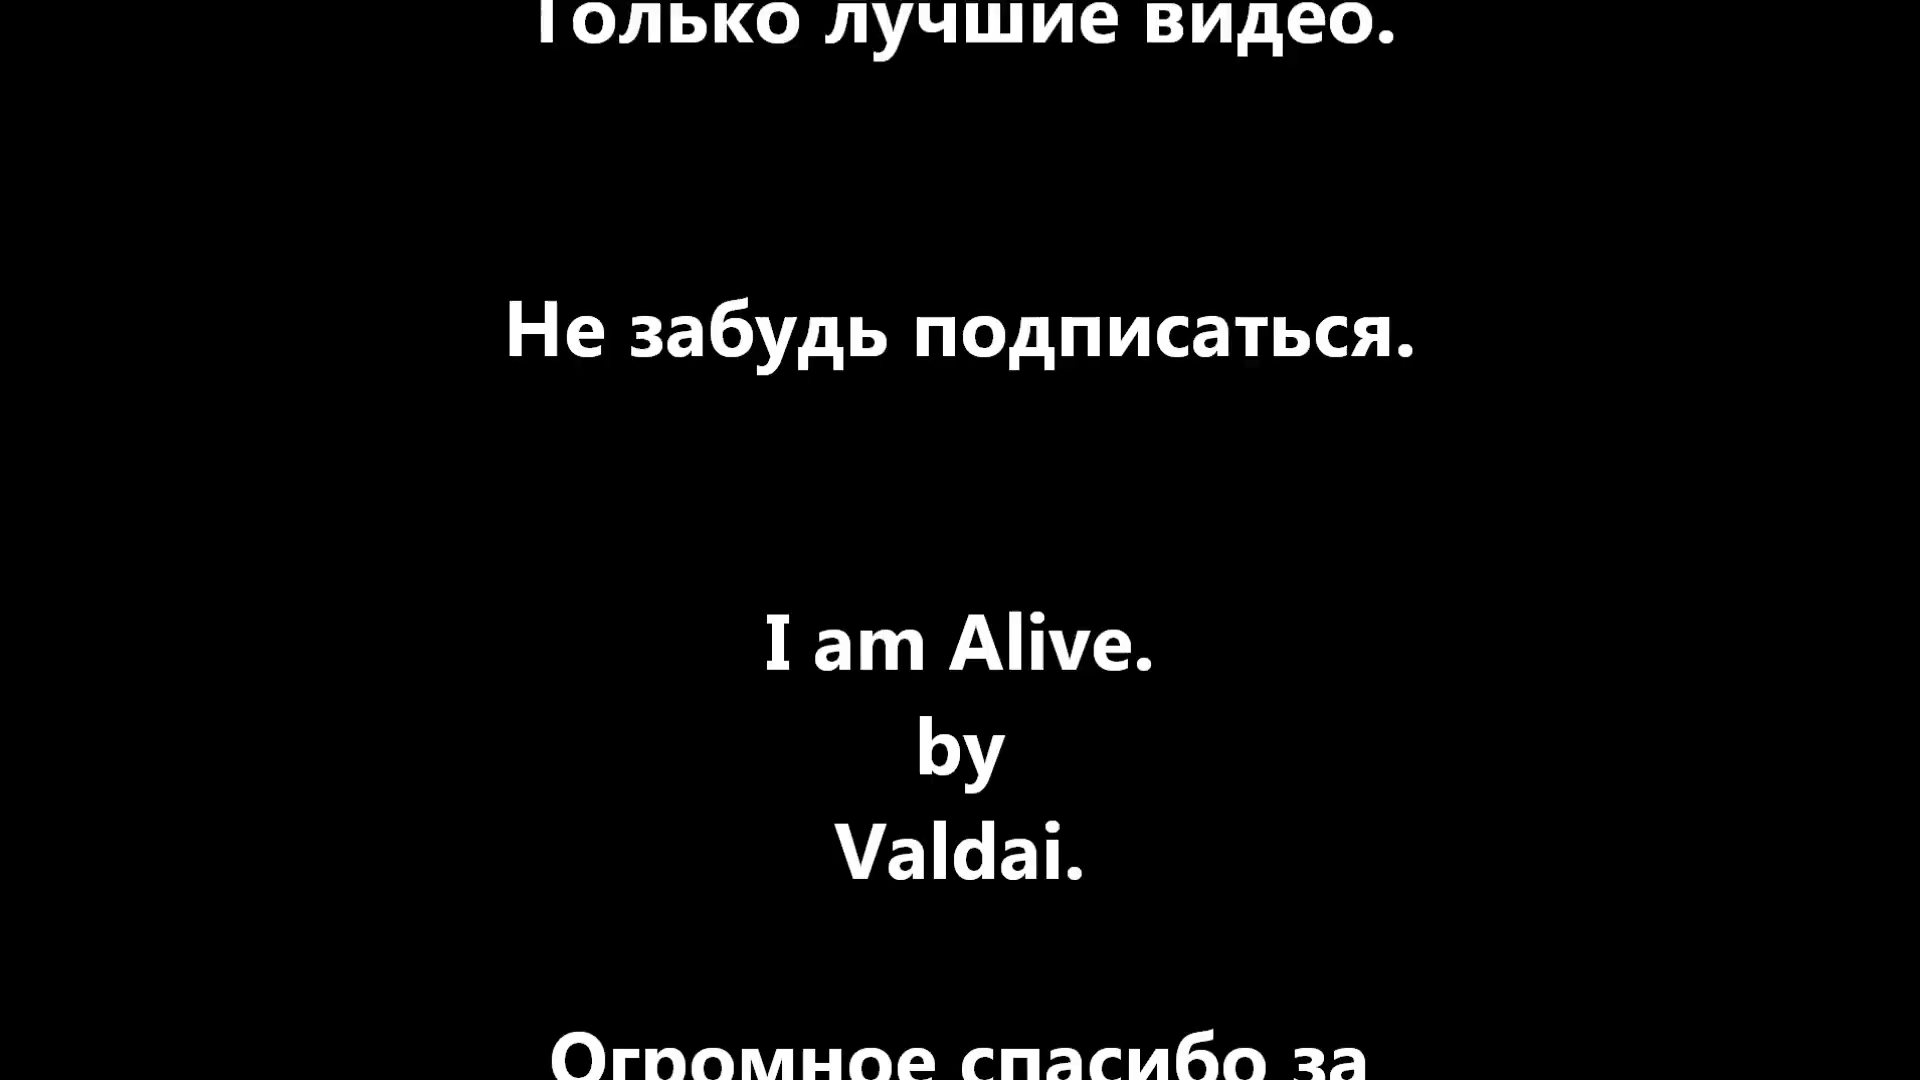 Только лучшие видео.
Не забудь подписаться.
I am Alive.
by
Valdai.
Огромное спасибо за